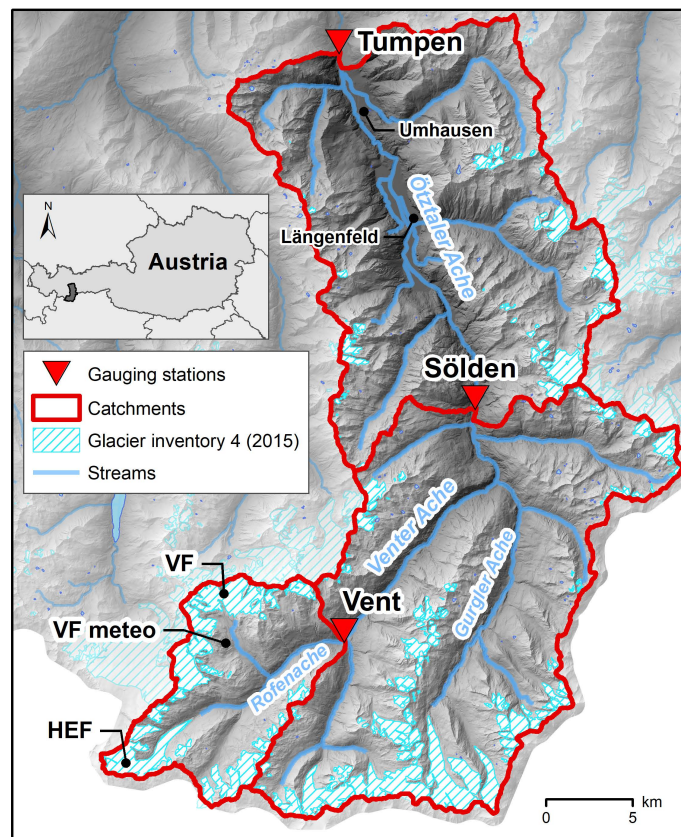 Tumpen
Umhausen
Ötztaler Ache
Längenfeld
N
Austria
Sölden
Gauging stations
Catchments
Glacier inventory 4 (2015)
Streams
Venter Ache
Gurgler Ache
VF
Vent
VF meteo
Rofenache
HEF
0 5
km